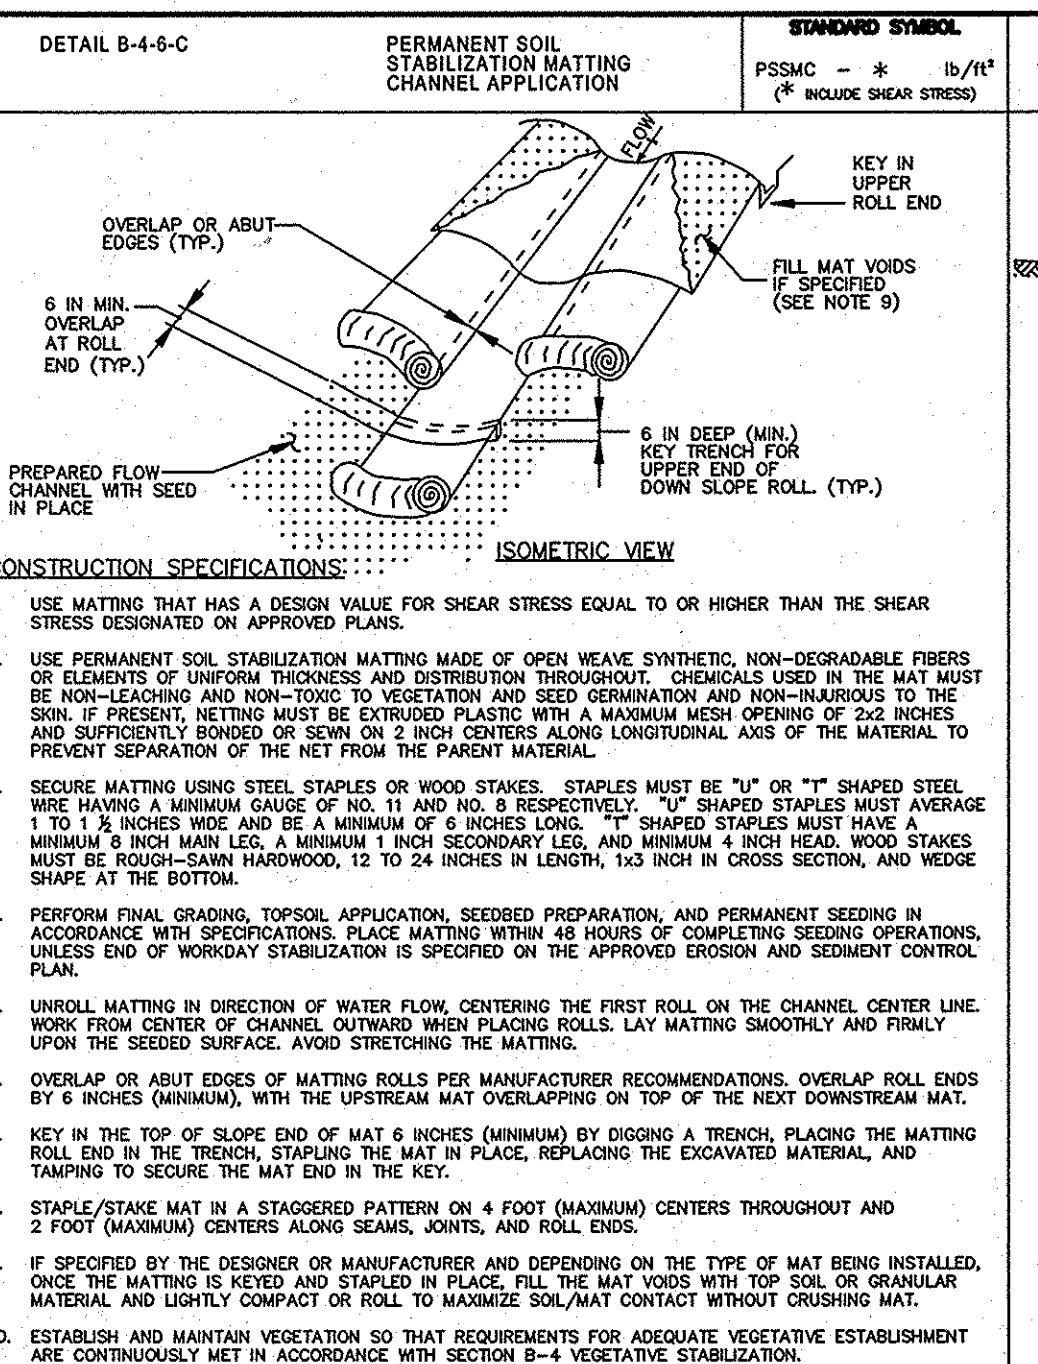 DETAIL B-4-6-C
PERMANENT SOIL
STABILIZATION MATTING
CHANNEL APPLICATION
STANDARD SYMBOL
PSSMC - * lb/ft²
(* INCLUDE SHEAR STRESS)
FLOW
KEY IN
UPPER
ROLL END
OVERLAP OR ABUT
EDGES (TYP.)
FILL MAT VOIDS
IF SPECIFIED
(SEE NOTE 9)
6 IN MIN.
OVERLAP
AT ROLL
END (TYP.)
6 IN DEEP (MIN.)
KEY TRENCH FOR
UPPER END OF
DOWN SLOPE ROLL. (TYP.)
PREPARED FLOW
CHANNEL WITH SEED
IN PLACE
ISOMETRIC VIEW
ONSTRUCTION SPECIFICATIONS:
USE MATTING THAT HAS A DESIGN VALUE FOR SHEAR STRESS EQUAL TO OR HIGHER THAN THE SHEAR
STRESS DESIGNATED ON APPROVED PLANS.
. USE PERMANENT SOIL STABILIZATION MATTING MADE OF OPEN WEAVE SYNTHETIC, NON-DEGRADABLE FIBERS
OR ELEMENTS OF UNIFORM THICKNESS AND DISTRIBUTION THROUGHOUT. CHEMICALS USED IN THE MAT MUST
BE NON-LEACHING AND NON-TOXIC TO VEGETATION AND SEED GERMINATION AND NON-INJURIOUS TO THE
SKIN. IF PRESENT, NETTING MUST BE EXTRUDED PLASTIC WITH A MAXIMUM MESH OPENING OF 2x2 INCHES
AND SUFFICIENTLY BONDED OR SEWN ON 2 INCH CENTERS ALONG LONGITUDINAL AXIS OF THE MATERIAL TO
PREVENT SEPARATION OF THE NET FROM THE PARENT MATERIAL.
. SECURE MATTING USING STEEL STAPLES OR WOOD STAKES. STAPLES MUST BE "U" OR "T" SHAPED STEEL
WIRE HAVING A MINIMUM GAUGE OF NO. 11 AND NO. 8 RESPECTIVELY. "U" SHAPED STAPLES MUST AVERAGE
1 TO 1 ½ INCHES WIDE AND BE A MINIMUM OF 6 INCHES LONG. "T" SHAPED STAPLES MUST HAVE A
MINIMUM 8 INCH MAIN LEG, A MINIMUM 1 INCH SECONDARY LEG, AND MINIMUM 4 INCH HEAD. WOOD STAKES
MUST BE ROUGH-SAWN HARDWOOD, 12 TO 24 INCHES IN LENGTH, 1x3 INCH IN CROSS SECTION, AND WEDGE
SHAPE AT THE BOTTOM.
. PERFORM FINAL GRADING, TOPSOIL APPLICATION, SEEDBED PREPARATION, AND PERMANENT SEEDING IN
ACCORDANCE WITH SPECIFICATIONS. PLACE MATTING WITHIN 48 HOURS OF COMPLETING SEEDING OPERATIONS,
UNLESS END OF WORKDAY STABILIZATION IS SPECIFIED ON THE APPROVED EROSION AND SEDIMENT CONTROL
PLAN.
. UNROLL MATTING IN DIRECTION OF WATER FLOW, CENTERING THE FIRST ROLL ON THE CHANNEL CENTER LINE.
WORK FROM CENTER OF CHANNEL OUTWARD WHEN PLACING ROLLS. LAY MATTING SMOOTHLY AND FIRMLY
UPON THE SEEDED SURFACE. AVOID STRETCHING THE MATTING.
. OVERLAP OR ABUT EDGES OF MATTING ROLLS PER MANUFACTURER RECOMMENDATIONS. OVERLAP ROLL ENDS
BY 6 INCHES (MINIMUM), WITH THE UPSTREAM MAT OVERLAPPING ON TOP OF THE NEXT DOWNSTREAM MAT.
. KEY IN THE TOP OF SLOPE END OF MAT 6 INCHES (MINIMUM) BY DIGGING A TRENCH, PLACING THE MATTING
ROLL END IN THE TRENCH, STAPLING THE MAT IN PLACE, REPLACING THE EXCAVATED MATERIAL, AND
TAMPING TO SECURE THE MAT END IN THE KEY.
. STAPLE/STAKE MAT IN A STAGGERED PATTERN ON 4 FOOT (MAXIMUM) CENTERS THROUGHOUT AND
2 FOOT (MAXIMUM) CENTERS ALONG SEAMS, JOINTS, AND ROLL ENDS.
. IF SPECIFIED BY THE DESIGNER OR MANUFACTURER AND DEPENDING ON THE TYPE OF MAT BEING INSTALLED,
ONCE THE MATTING IS KEYED AND STAPLED IN PLACE, FILL THE MAT VOIDS WITH TOP SOIL OR GRANULAR
MATERIAL AND LIGHTLY COMPACT OR ROLL TO MAXIMIZE SOIL/MAT CONTACT WITHOUT CRUSHING MAT.
0. ESTABLISH AND MAINTAIN VEGETATION SO THAT REQUIREMENTS FOR ADEQUATE VEGETATIVE ESTABLISHMENT
ARE CONTINUOUSLY MET IN ACCORDANCE WITH SECTION B-4 VEGETATIVE STABILIZATION.